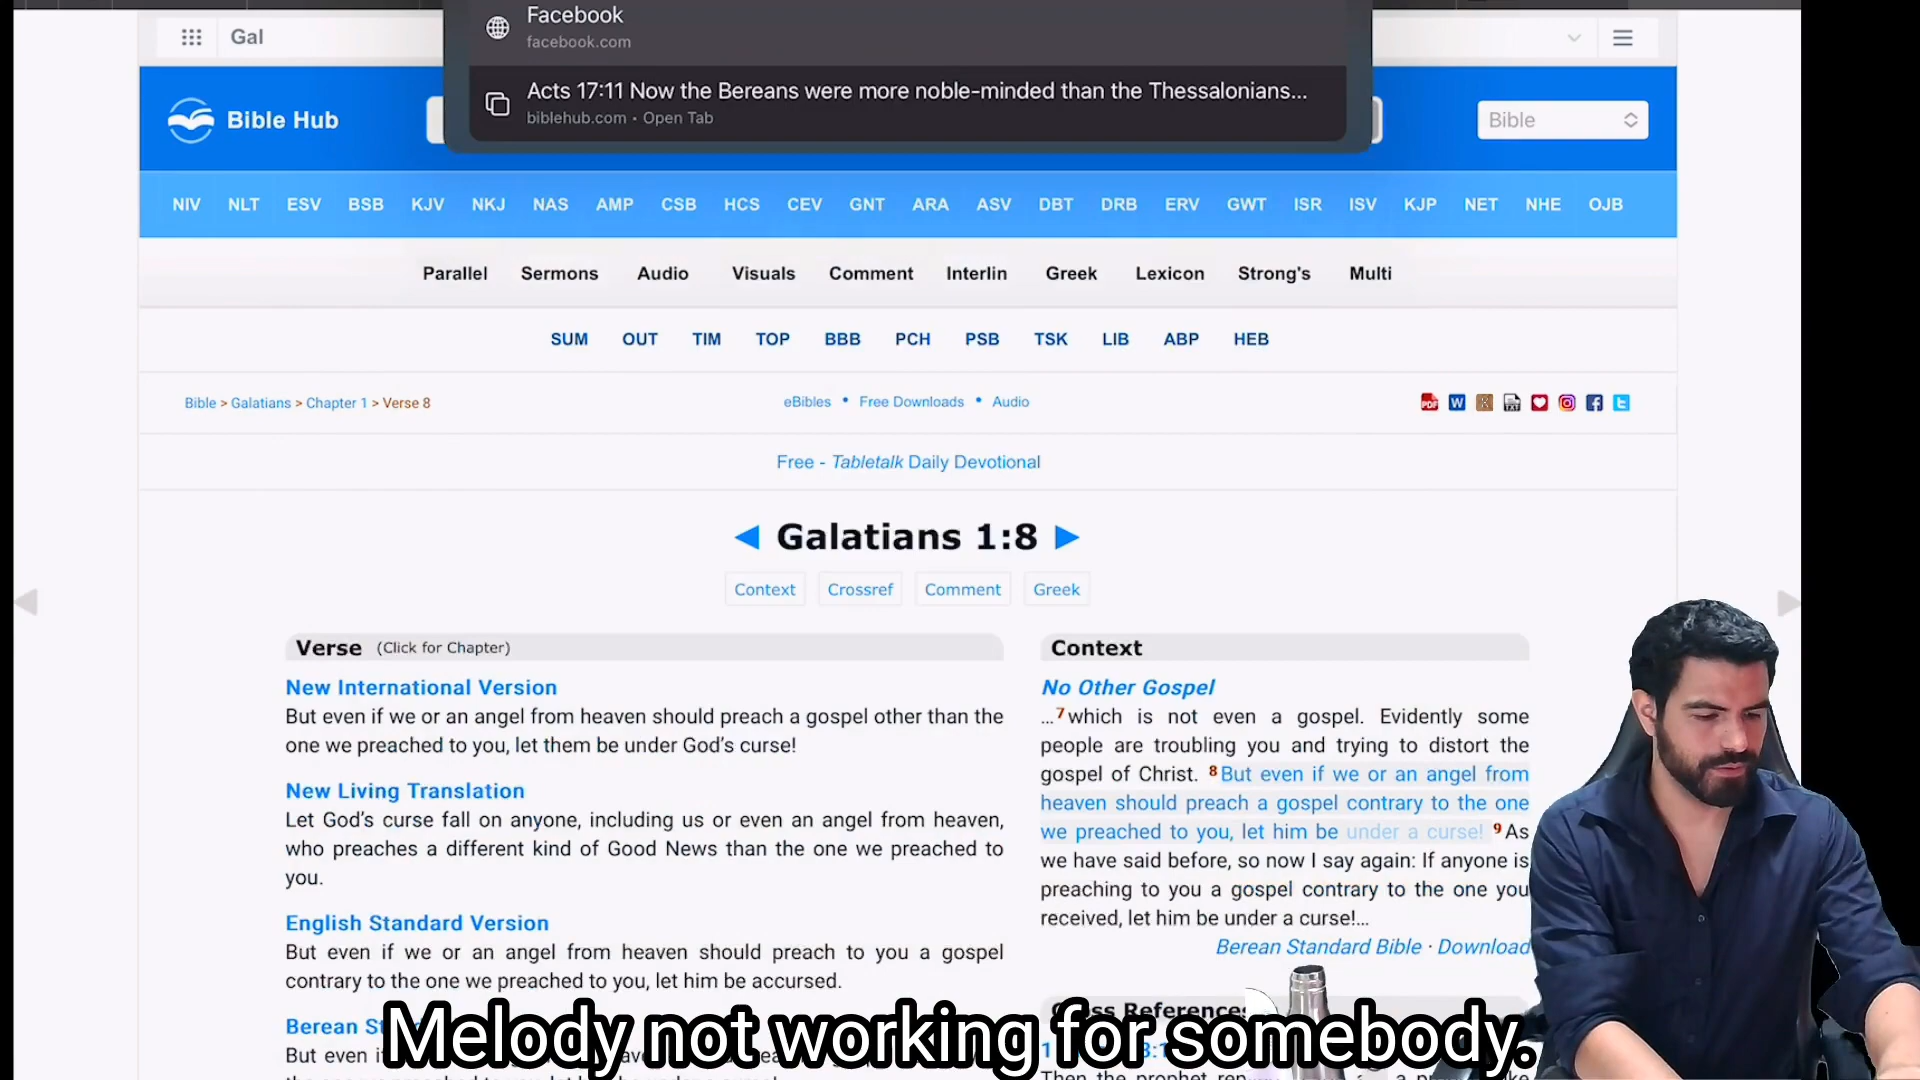 Facebook
facebook.com
Gal
Acts 17:11 Now the Bereans were more noble-minded than the Thessalonians...
biblehub.com • Open Tab
Bible Hub
Bible
NIV NLT ESV BSB KJV NKJ NAS AMP CSB HCS CEV GNT ARA ASV DBT DRB ERV GWT ISR ISV KJP NET NHE OJB
Parallel Sermons Audio Visuals Comment Interlin Greek Lexicon Strong's Multi
SUM OUT TIM TOP BBB PCH PSB TSK LIB ABP HEB
Bible > Galatians > Chapter 1 > Verse 8
eBibles • Free Downloads • Audio
Free - Tabletalk Daily Devotional
◄ Galatians 1:8 ►
Context Crossref Comment Greek
Verse (Click for Chapter)
New International Version
But even if we or an angel from heaven should preach a gospel other than the
one we preached to you, let them be under God's curse!
New Living Translation
Let God's curse fall on anyone, including us or even an angel from heaven,
who preaches a different kind of Good News than the one we preached to
you.
English Standard Version
But even if we or an angel from heaven should preach to you a gospel
contrary to the one we preached to you, let him be accursed.
Berean
But even
Context
No Other Gospel
...7which is not even a gospel. Evidently some
people are troubling you and trying to distort the
gospel of Christ. 8But even if we or an angel from
heaven should preach a gospel contrary to the one
we preached to you, let him be under a curse! 9As
we have said before, so now I say again: If anyone is
preaching to you a gospel contrary to the one you
received, let him be under a curse!...
Berean Standard Bible · Download
References
Then the prophet
Melody not working for somebody.